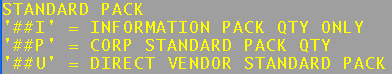 STANDARD PACK
'##I' = INFORMATION PACK QTY ONLY
'##P' = CORP STANDARD PACK QTY
'##U' = DIRECT VENDOR STANDARD PACK